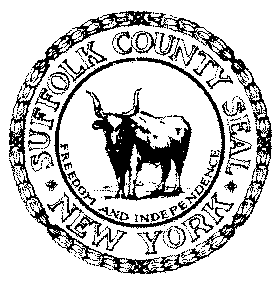 SUFFOLK COUNTY SEAL
NEW YORK
FREEDOM AND INDEPENDENCE